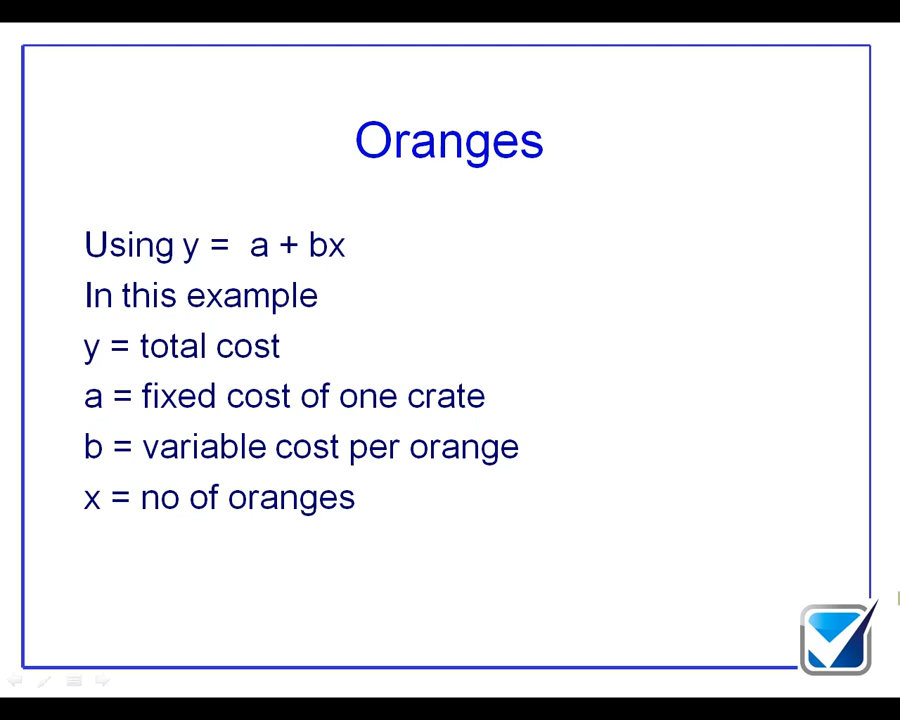 Oranges
Using y = a + bx
In this example
y = total cost
a = fixed cost of one crate
b = variable cost per orange
x = no of oranges